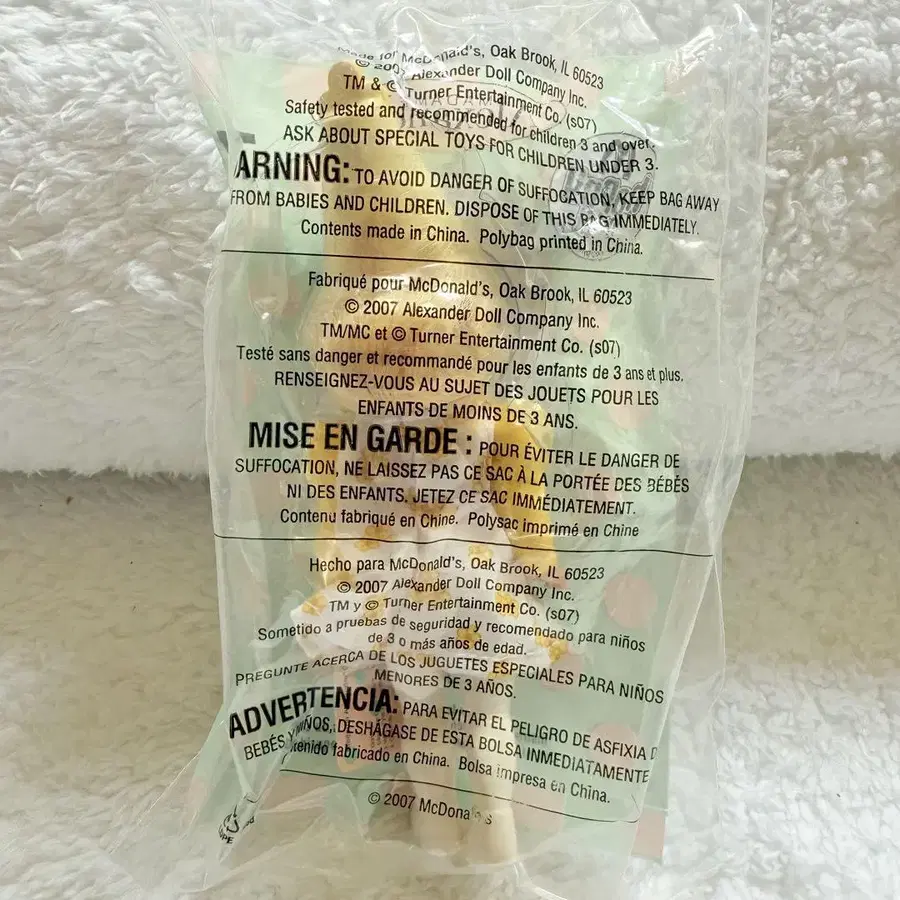 made for McDonald's, Oak Brook, IL 60523
© 2007 Alexander Doll Company Inc.
TM & © Turner Entertainment Co. (s07)
Safety tested and recommended for children 3 and over.
ASK ABOUT SPECIAL TOYS FOR CHILDREN UNDER 3.
ARNING: TO AVOID DANGER OF SUFFOCATION, KEEP BAG AWAY
FROM BABIES AND CHILDREN. DISPOSE OF THIS BAG IMMEDIATELY.
Contents made in China. Polybag printed in China.
Fabriqué pour McDonald's, Oak Brook, IL 60523
© 2007 Alexander Doll Company Inc.
TM/MC et © Turner Entertainment Co. (s07)
Testé sans danger et recommandé pour les enfants de 3 ans et plus.
RENSEIGNEZ-VOUS AU SUJET DES JOUETS POUR LES
ENFANTS DE MOINS DE 3 ANS.
MISE EN GARDE : POUR ÉVITER LE DANGER DE
SUFFOCATION, NE LAISSEZ PAS CE SAC À LA PORTÉE DES BÉBÉS
NI DES ENFANTS. JETEZ CE SAC IMMÉDIATEMENT.
Contenu fabriqué en Chine. Polysac imprimé en Chine
Hecho para McDonald's, Oak Brook, IL 60523
© 2007 Alexander Doll Company Inc.
TM y © Turner Entertainment Co. (s07)
Sometido a pruebas de seguridad y recomendado para niños
de 3 o más años de edad.
PREGUNTE ACERCA DE LOS JUGUETES ESPECIALES PARA NIÑOS
MENORES DE 3 AÑOS.
ADVERTENCIA: PARA EVITAR EL PELIGRO DE ASFIXIA D
BEBÉS Y NIÑOS, DESHÁGASE DE ESTA BOLSA INMEDIATAMENTE
tenido fabricado en China. Bolsa impresa en China.
© 2007 McDonald's